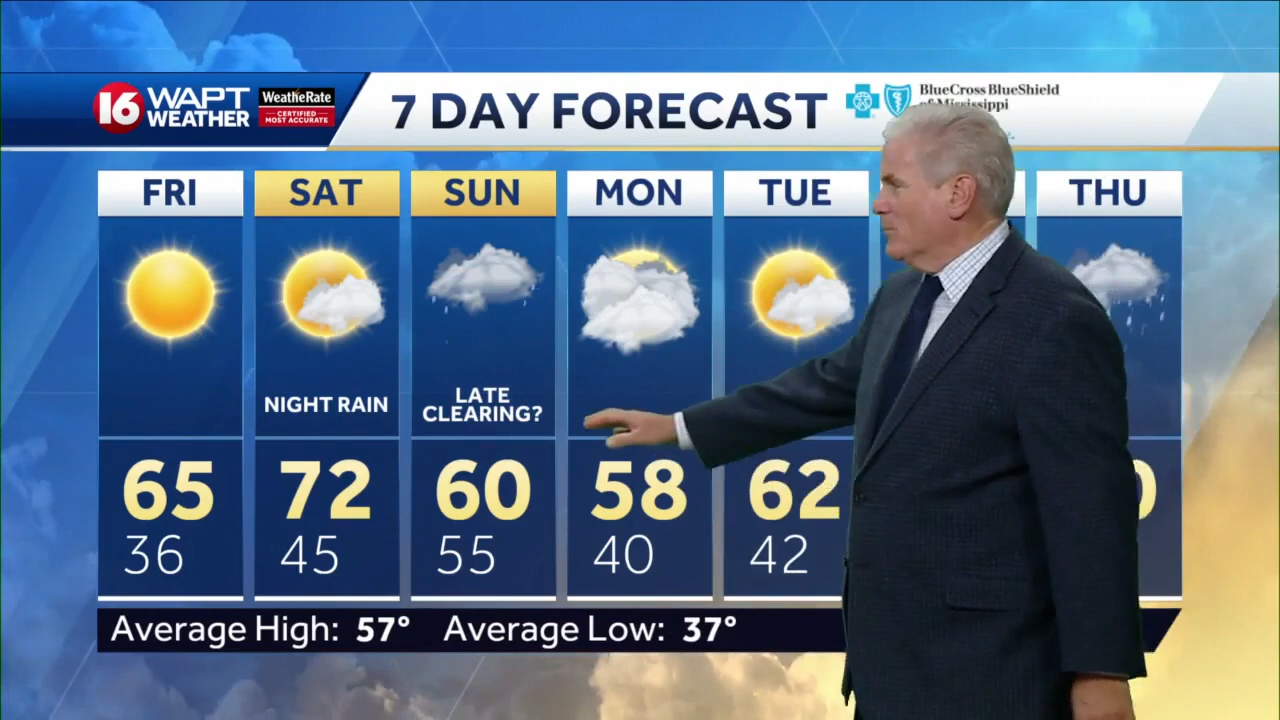 16 WAPT WEATHER
WeatheRate
CERTIFIED
MOST ACCURATE
7 DAY FORECAST
BlueCross BlueShield
of Mississippi
FRI SAT SUN MON TUE THU
NIGHT RAIN
LATE
CLEARING?
65 72 60 58 62
36 45 55 40 42
Average High: 57° Average Low: 37°